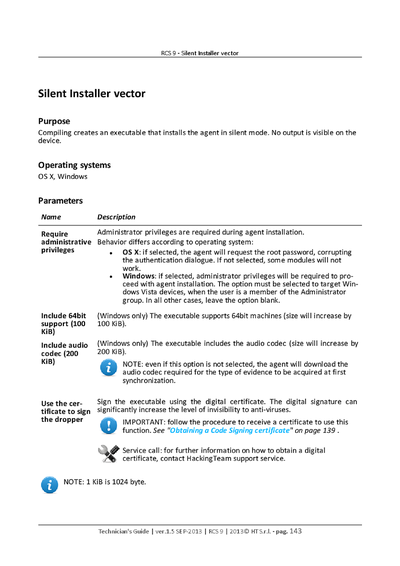 RCS 9 - Silent Installer vector
Silent Installer vector
Purpose
Compiling creates an executable that installs the agent in silent mode. No output is visible on the
device.
Operating systems
OS X, Windows
Parameters
Name Description
Require
administrative
privileges
Administrator privileges are required during agent installation.
Behavior differs according to operating system:
• OS X: if selected, the agent will request the root password, corrupting
the authentication dialogue. If not selected, some modules will not
work.
• Windows: if selected, administrator privileges will be required to pro-
ceed with agent installation. The option must be selected to target Win-
dows Vista devices, when the user is a member of the Administrator
group. In all other cases, leave the option blank.
Include 64bit
support (100
KiB)
(Windows only) The executable supports 64bit machines (size will increase by
100 KiB).
Include audio
codec (200
KiB)
(Windows only) The executable includes the audio codec (size will increase by
200 KiB).
NOTE: even if this option is not selected, the agent will download the
audio codec required for the type of evidence to be acquired at first
synchronization.
Use the cer-
tificate to sign
the dropper
Sign the executable using the digital certificate. The digital signature can
significantly increase the level of invisibility to anti-viruses.
IMPORTANT: follow the procedure to receive a certificate to use this
function. See "Obtaining a Code Signing certificate" on page 139 .
Service call: for further information on how to obtain a digital
certificate, contact HackingTeam support service.
NOTE: 1 KiB is 1024 byte.
Technician's Guide | ver.1.5 SEP-2013 | RCS 9 | 2013© HT S.r.l. - pag. 143